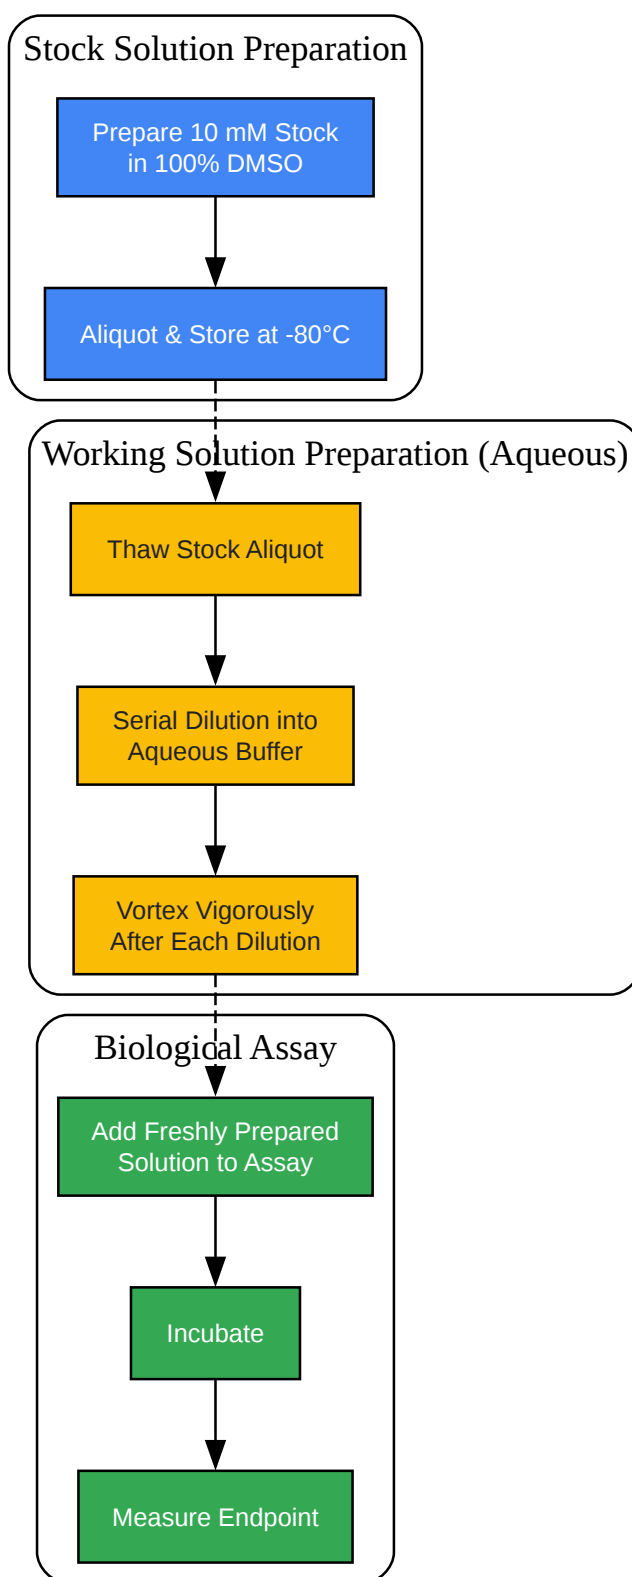 Stock Solution Preparation
Prepare 10 mM Stock
in 100% DMSO
Aliquot & Store at -80°C
Working Solution Preparation (Aqueous)
Thaw Stock Aliquot
Serial Dilution into
Aqueous Buffer
Vortex Vigorously
After Each Dilution
Biological Assay
Add Freshly Prepared
Solution to Assay
Incubate
Measure Endpoint